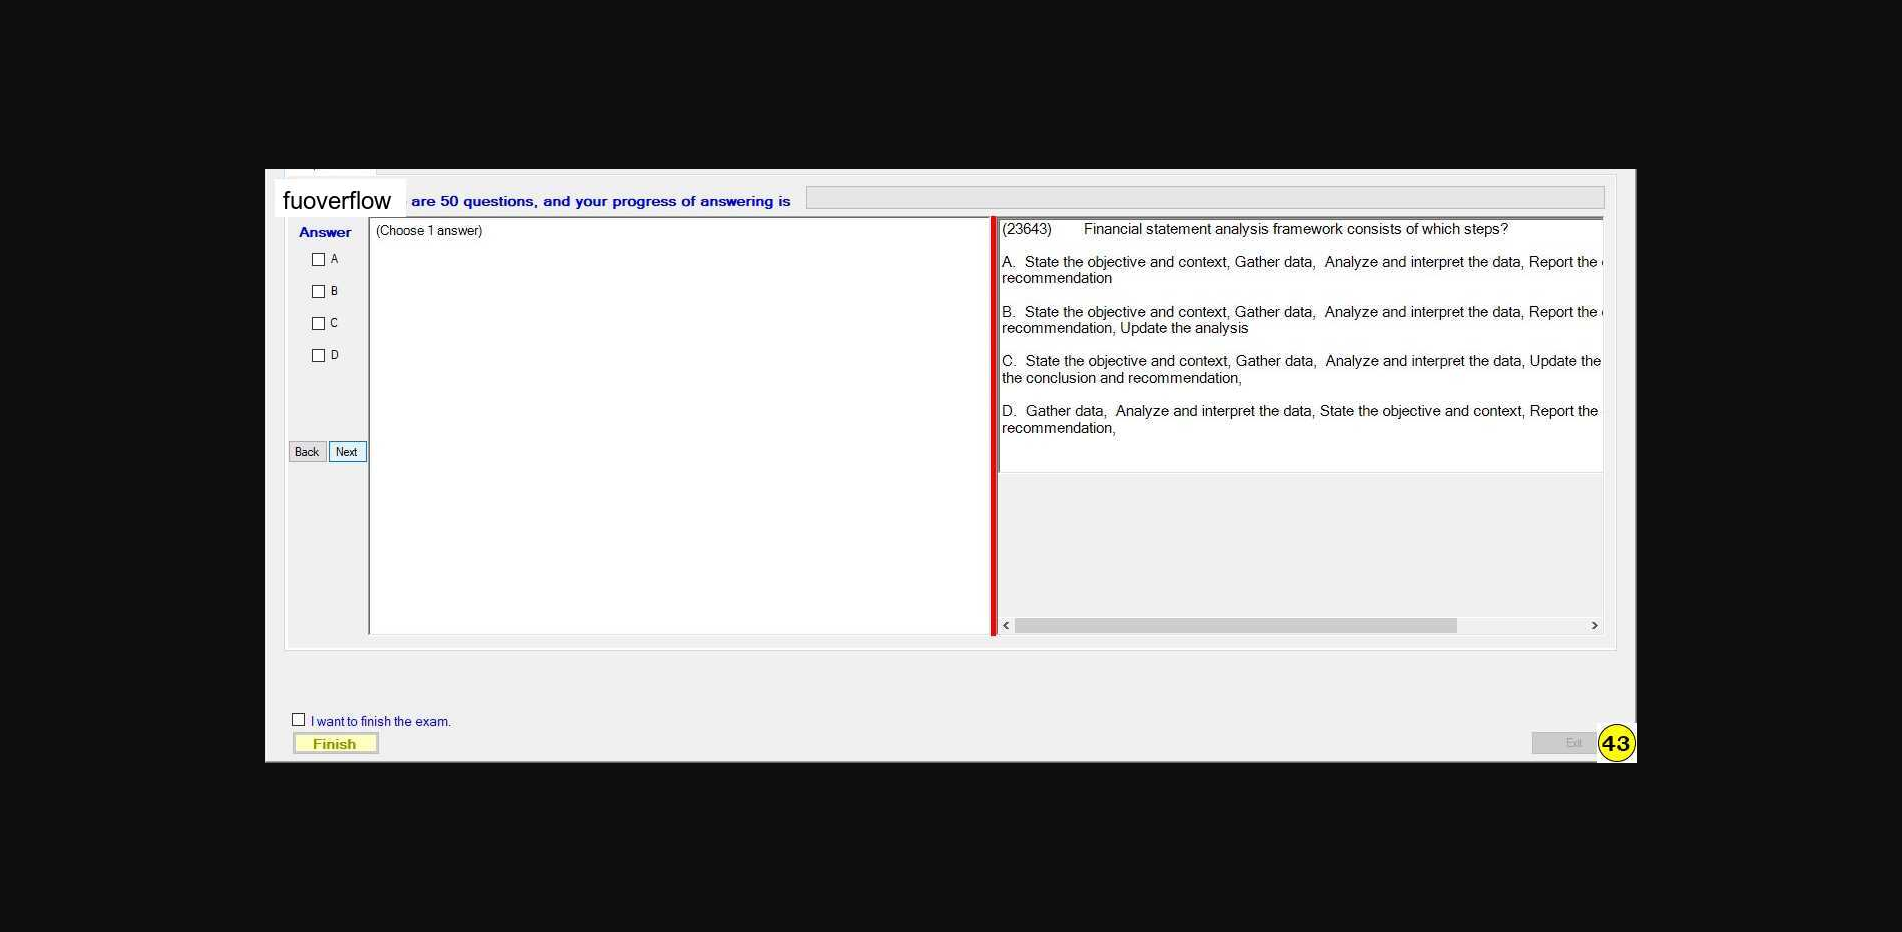 fuoverflow are 50 questions, and your progress of answering is
Answer
A
B
C
D
Back Next
(Choose 1 answer)
(23643) Financial statement analysis framework consists of which steps?
A. State the objective and context, Gather data, Analyze and interpret the data, Report the
recommendation
B. State the objective and context, Gather data, Analyze and interpret the data, Report the
recommendation, Update the analysis
C. State the objective and context, Gather data, Analyze and interpret the data, Update the
the conclusion and recommendation,
D. Gather data, Analyze and interpret the data, State the objective and context, Report the
recommendation,
I want to finish the exam.
Finish
Exit
43